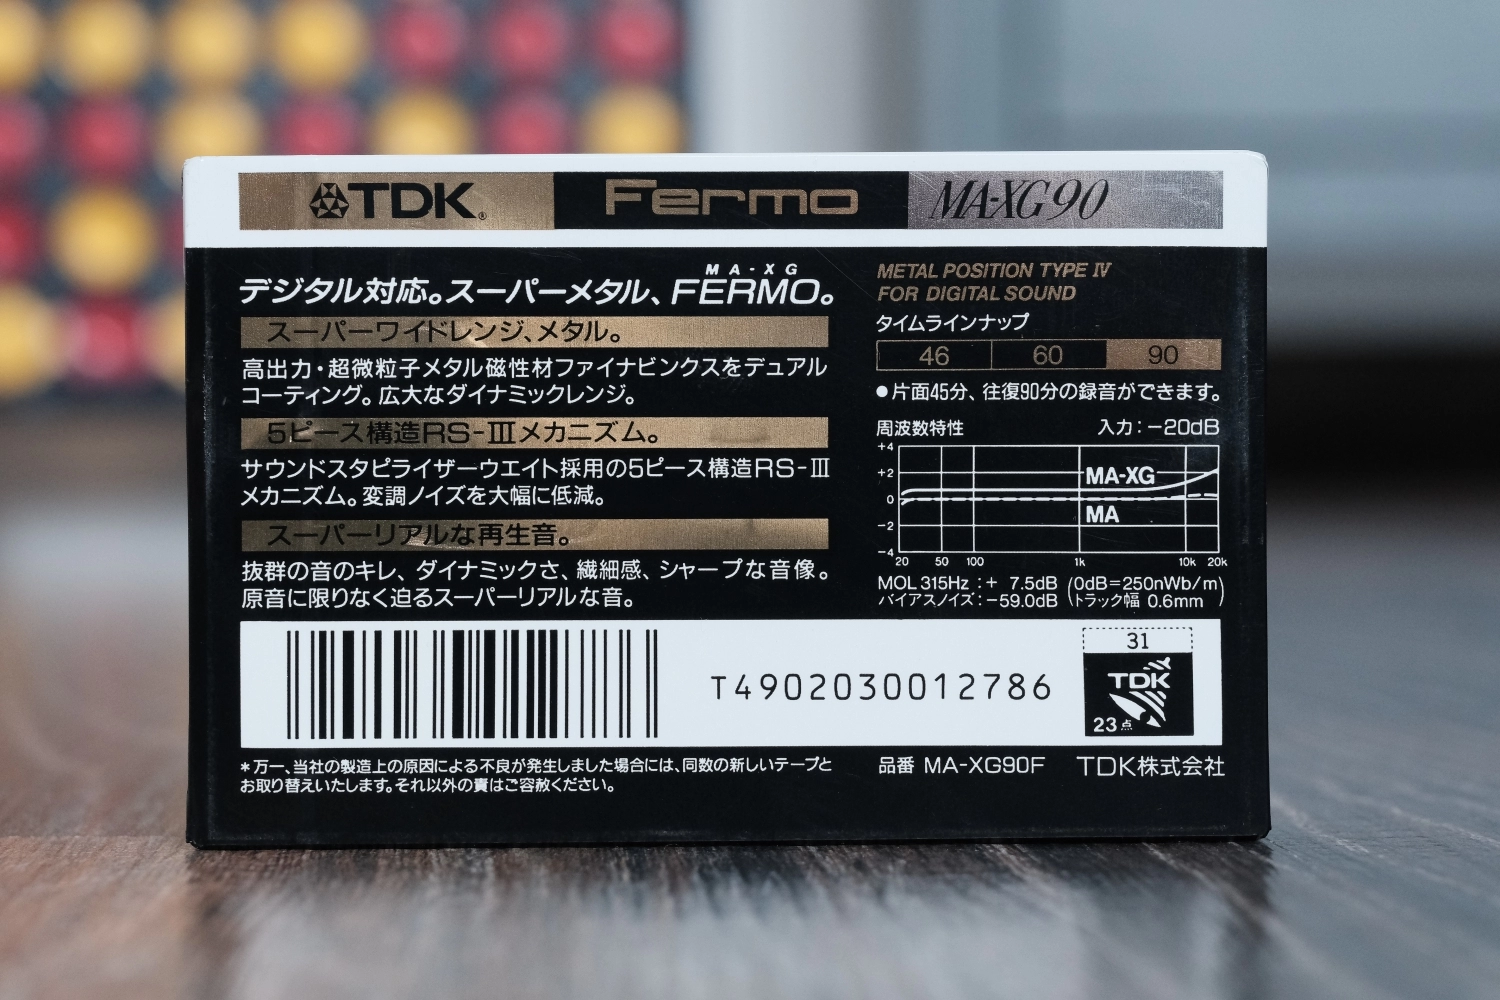 TDK® Fermo MA-XG90
MA-XG
デジタル対応。スーパーメタル、FERMO。
スーパーワイドレンジ、メタル。
高出力・超微粒子メタル磁性材ファイナビンクスをデュアル
コーティング。広大なダイナミックレンジ。
5ピース構造RS-Ⅲメカニズム。
サウンドスタビライザーウエイト採用の5ピース構造RS-Ⅲ
メカニズム。変調ノイズを大幅に低減。
スーパーリアルな再生音。
抜群の音のキレ、ダイナミックさ、繊細感、シャープな音像。
原音に限りなく迫るスーパーリアルな音。
METAL POSITION TYPE Ⅳ
FOR DIGITAL SOUND
タイムラインナップ
46 60 90
●片面45分、往復90分の録音ができます。
周波数特性 入力:-20dB
+4
+2
0
-2
-4
MA-XG
MA
20 50 100 1k 10k 20k
MOL 315Hz:+ 7.5dB (0dB=250nWb/m
バイアスノイズ:-59.0dB トラック幅 0.6mm)
T4902030012786
31
TDK
23点
*万一、当社の製造上の原因による不良が発生しました場合には、同数の新しいテープと
お取り替えいたします。それ以外の責はご容赦ください。
品番 MA-XG90F TDK株式会社